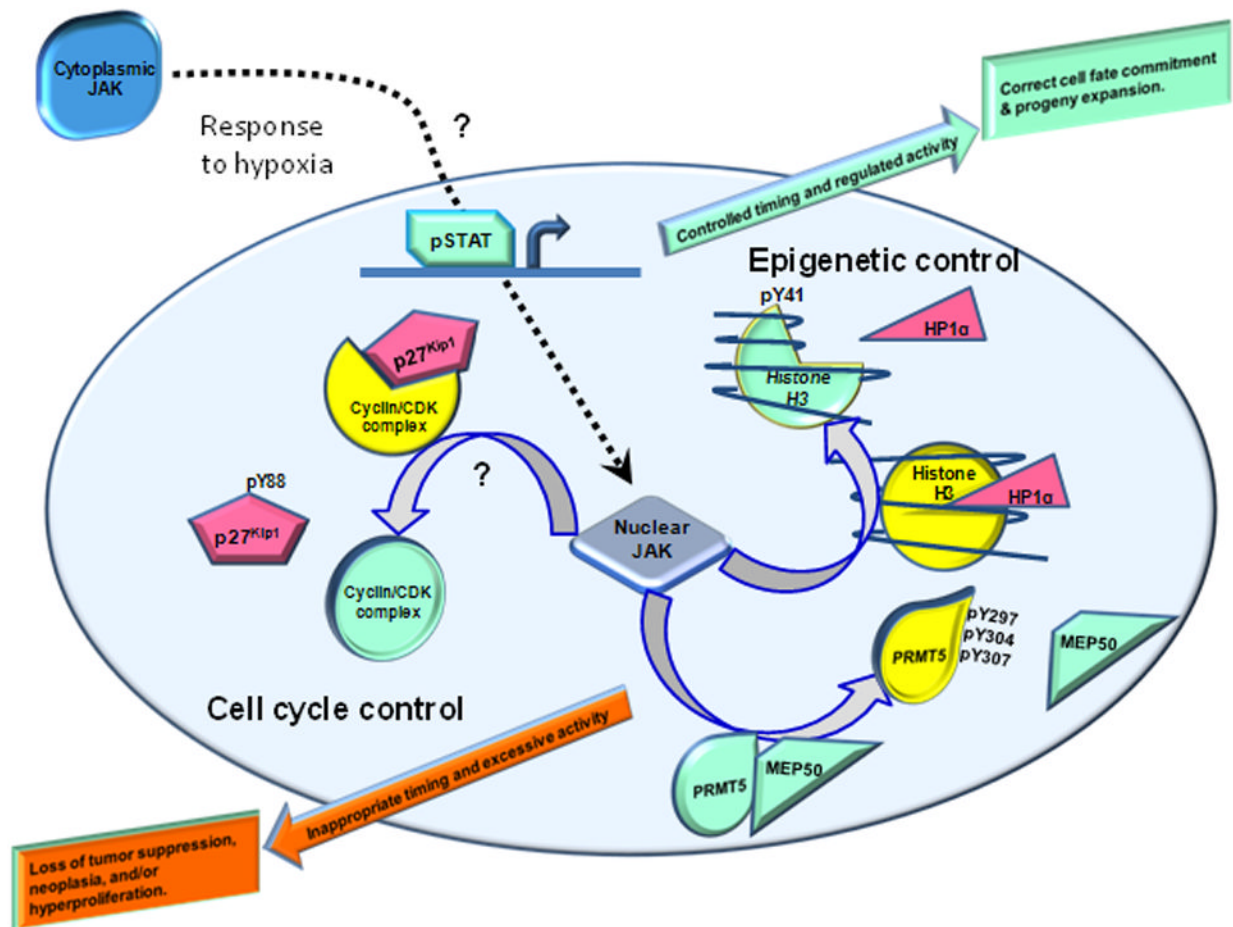 Cytoplasmic
JAK
Response
to hypoxia
?
Correct cell fate commitment
& progeny expansion.
Controlled timing and regulated activity
pSTAT
Epigenetic control
pY41
HP1α
Histone
H3
p27Kip1
Cyclin/CDK
complex
?
pY88
p27Kip1
Cyclin/CDK
complex
Nuclear
JAK
Histone
H3
HP1α
PRMT5
pY297
pY304
pY307
MEP50
Cell cycle control
PRMT5
MEP50
Inappropriate timing and excessive activity
Loss of tumor suppression,
neoplasia, and/or
hyperproliferation.